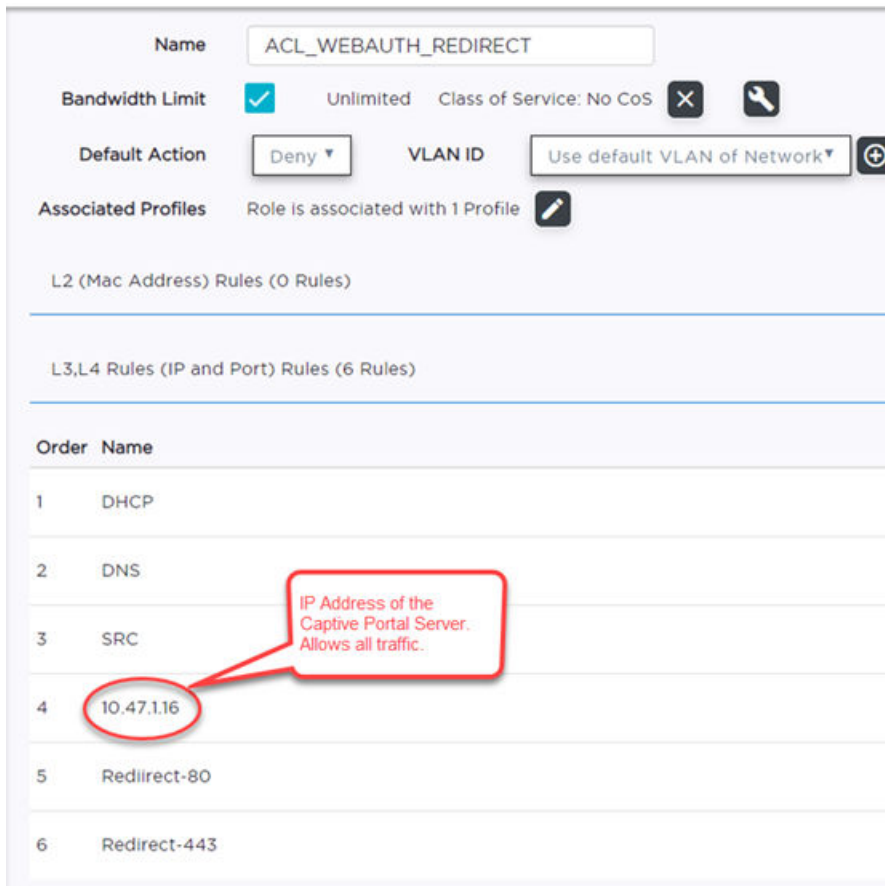 Name ACL_WEBAUTH_REDIRECT
Bandwidth Limit Unlimited Class of Service: No CoS
Default Action Deny VLAN ID Use default VLAN of Network
Associated Profiles Role is associated with 1 Profile
L2 (Mac Address) Rules (0 Rules)
L3,L4 Rules (IP and Port) Rules (6 Rules)
Order Name
1 DHCP
2 DNS
IP Address of the
Captive Portal Server.
Allows all traffic.
3 SRC
4 10.47.1.16
5 Rediirect-80
6 Redirect-443